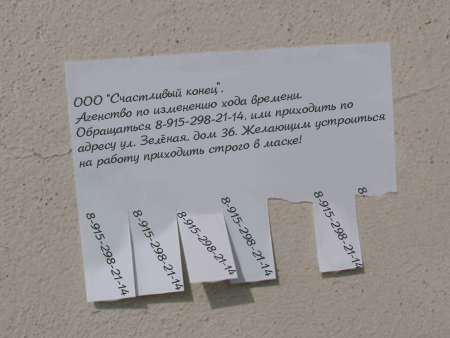 ООО "Счастливый конец".
Агенство по изменению хода времени.
Обращаться 8-915-298-21-14, или приходить по
адресу ул. Зелёная, дом 36. Желающим устроиться
на работу приходить строго в маске!
8-915-298-21-14
8-915-298-21-14
8-915-298-21-14
8-915-298-21-14
8-915-298-21-14
8-